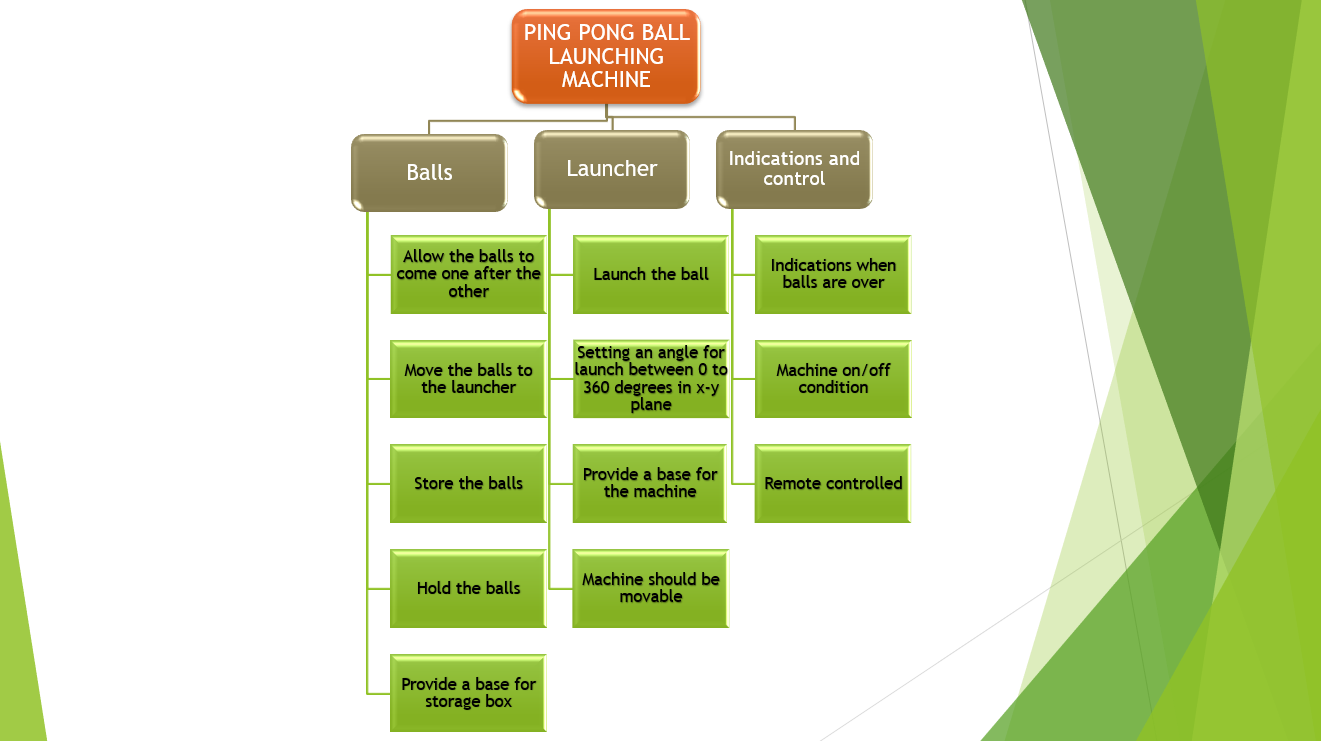 PING PONG BALL
LAUNCHING
MACHINE
Balls
Launcher
Indications and
control
Allow the balls to
come one after the
other
Move the balls to
the launcher
Store the balls
Hold the balls
Provide a base for
storage box
Launch the ball
Setting an angle for
launch between 0 to
360 degrees in x-y
plane
Provide a base for
the machine
Machine should be
movable
Indications when
balls are over
Machine on/off
condition
Remote controlled